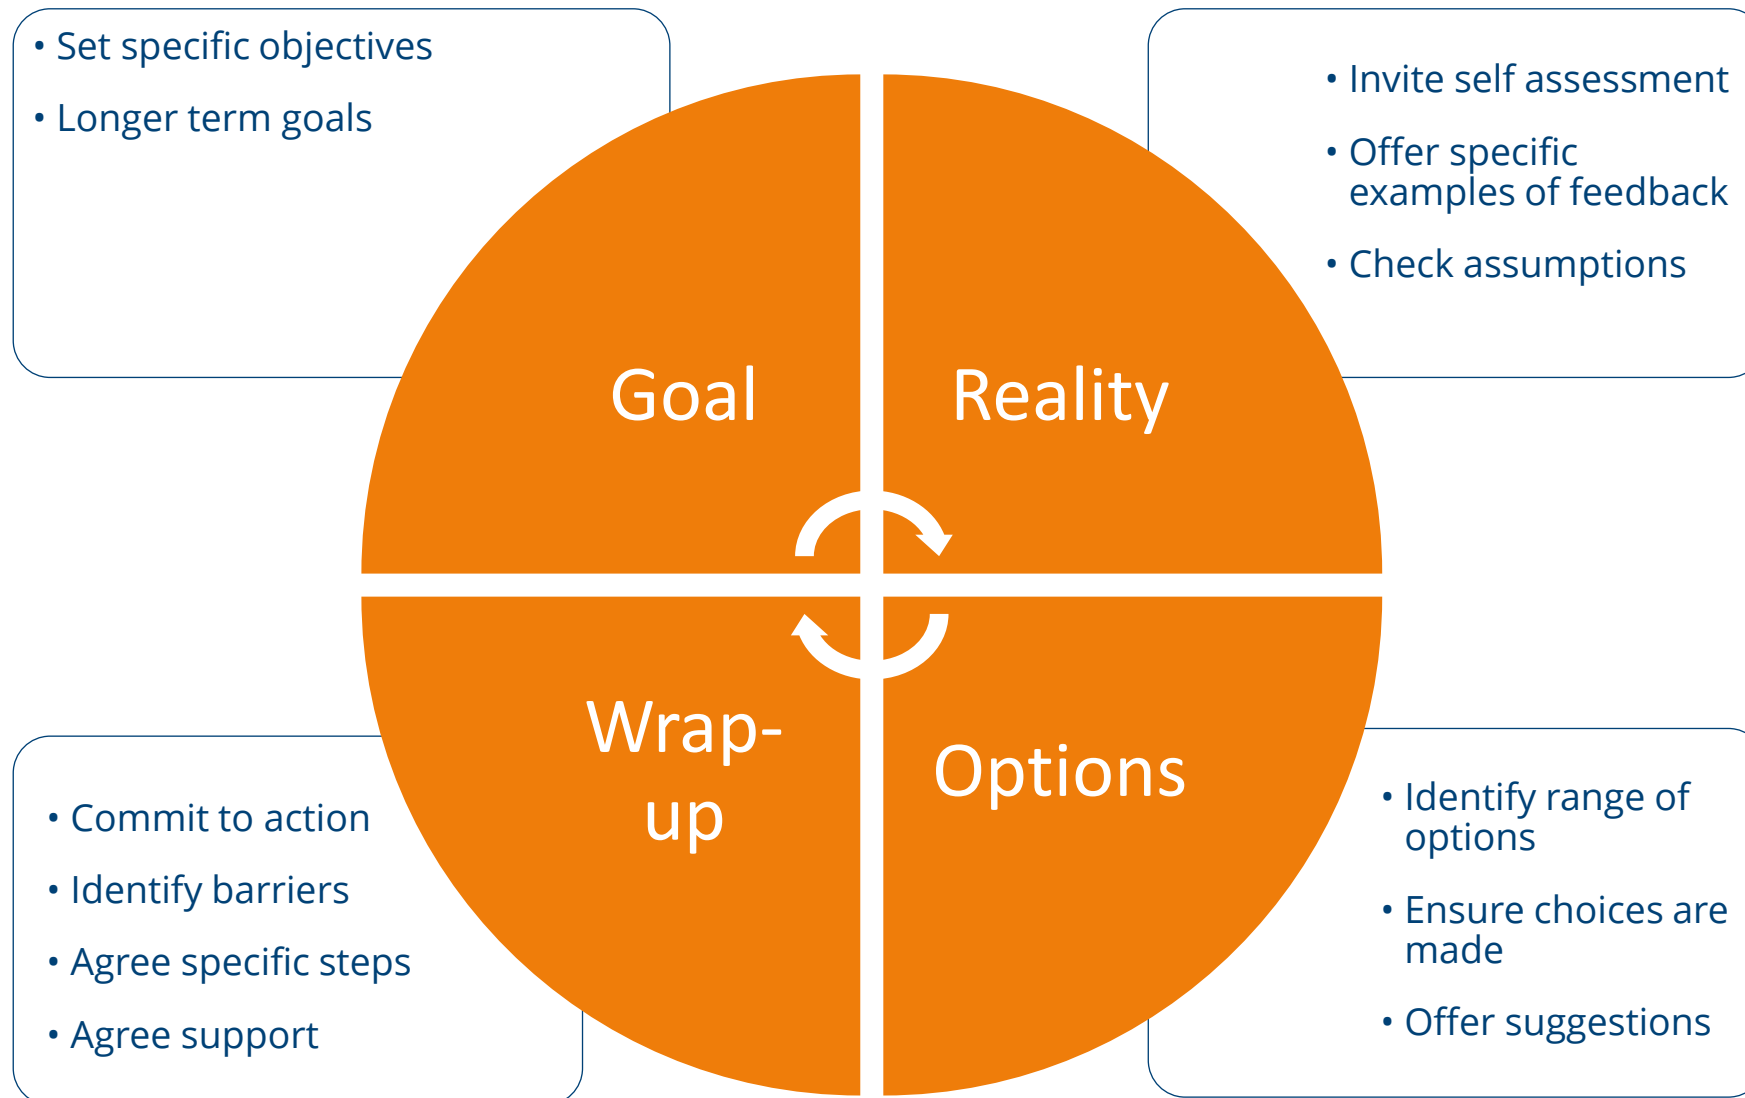 • Set specific objectives
• Longer term goals
• Invite self assessment
• Offer specific
examples of feedback
• Check assumptions
Goal
Reality
Wrap-
up
Options
• Commit to action
• Identify barriers
• Agree specific steps
• Agree support
• Identify range of
options
• Ensure choices are
made
• Offer suggestions